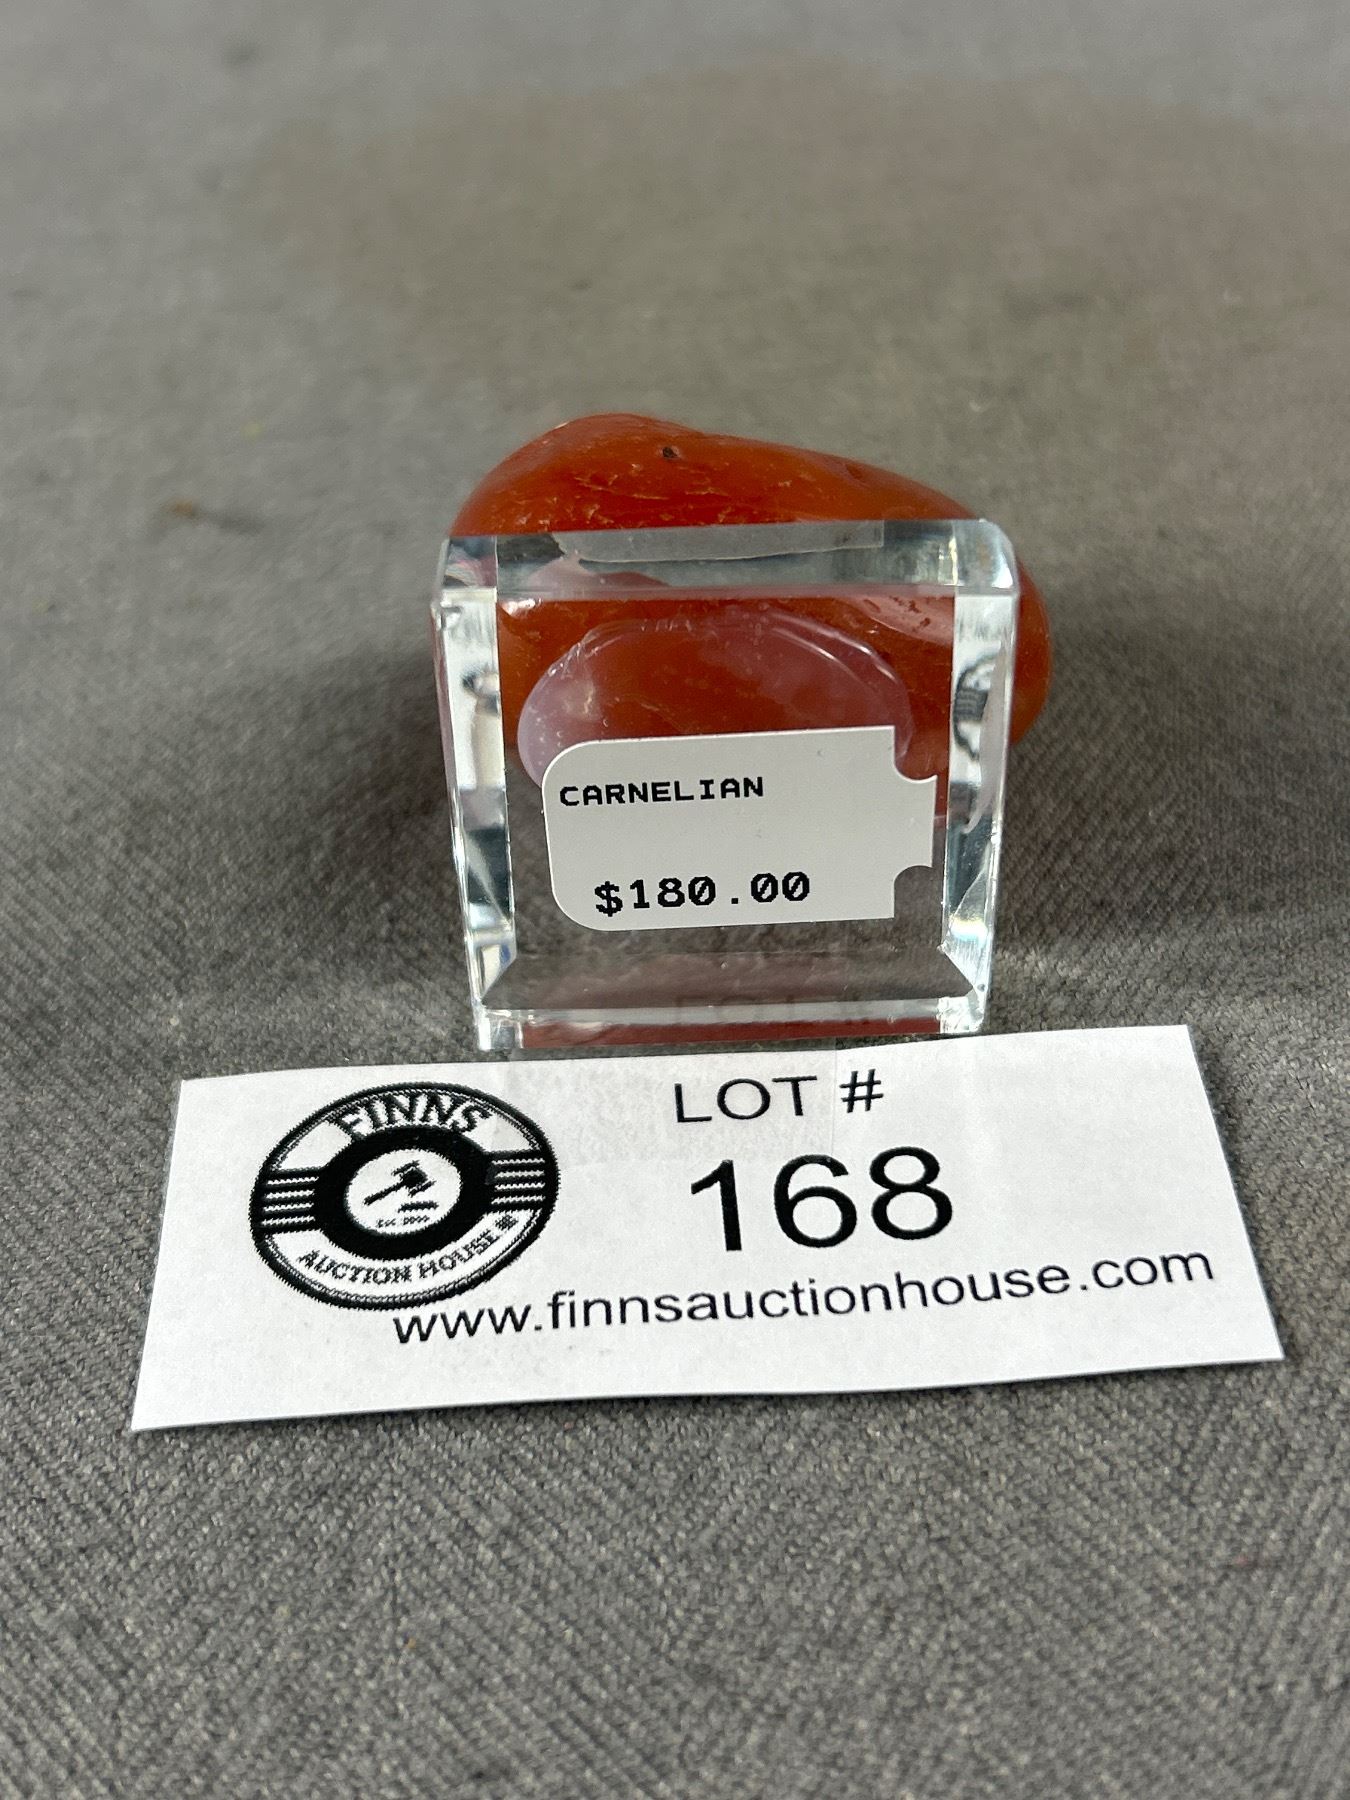 CARNELIAN
$180.00
LOT #
168
FINNS
AUCTION HOUSE
www.finnsauctionhouse.com